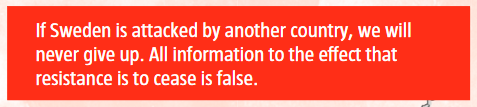 If Sweden is attacked by another country, we will
never give up. All information to the effect that
resistance is to cease is false.